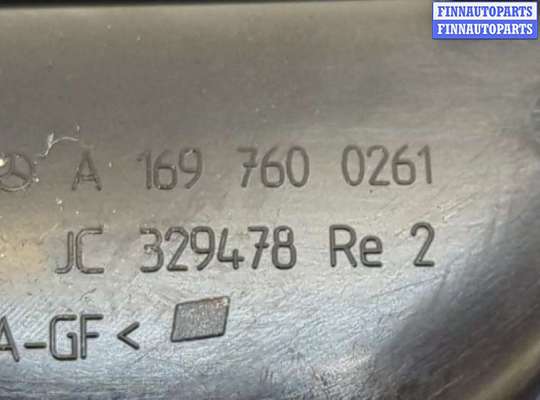 FINNAUTOPARTS
FINNAUTOPARTS
A 169 760 0261
JC 329478 Re 2
A-GF<